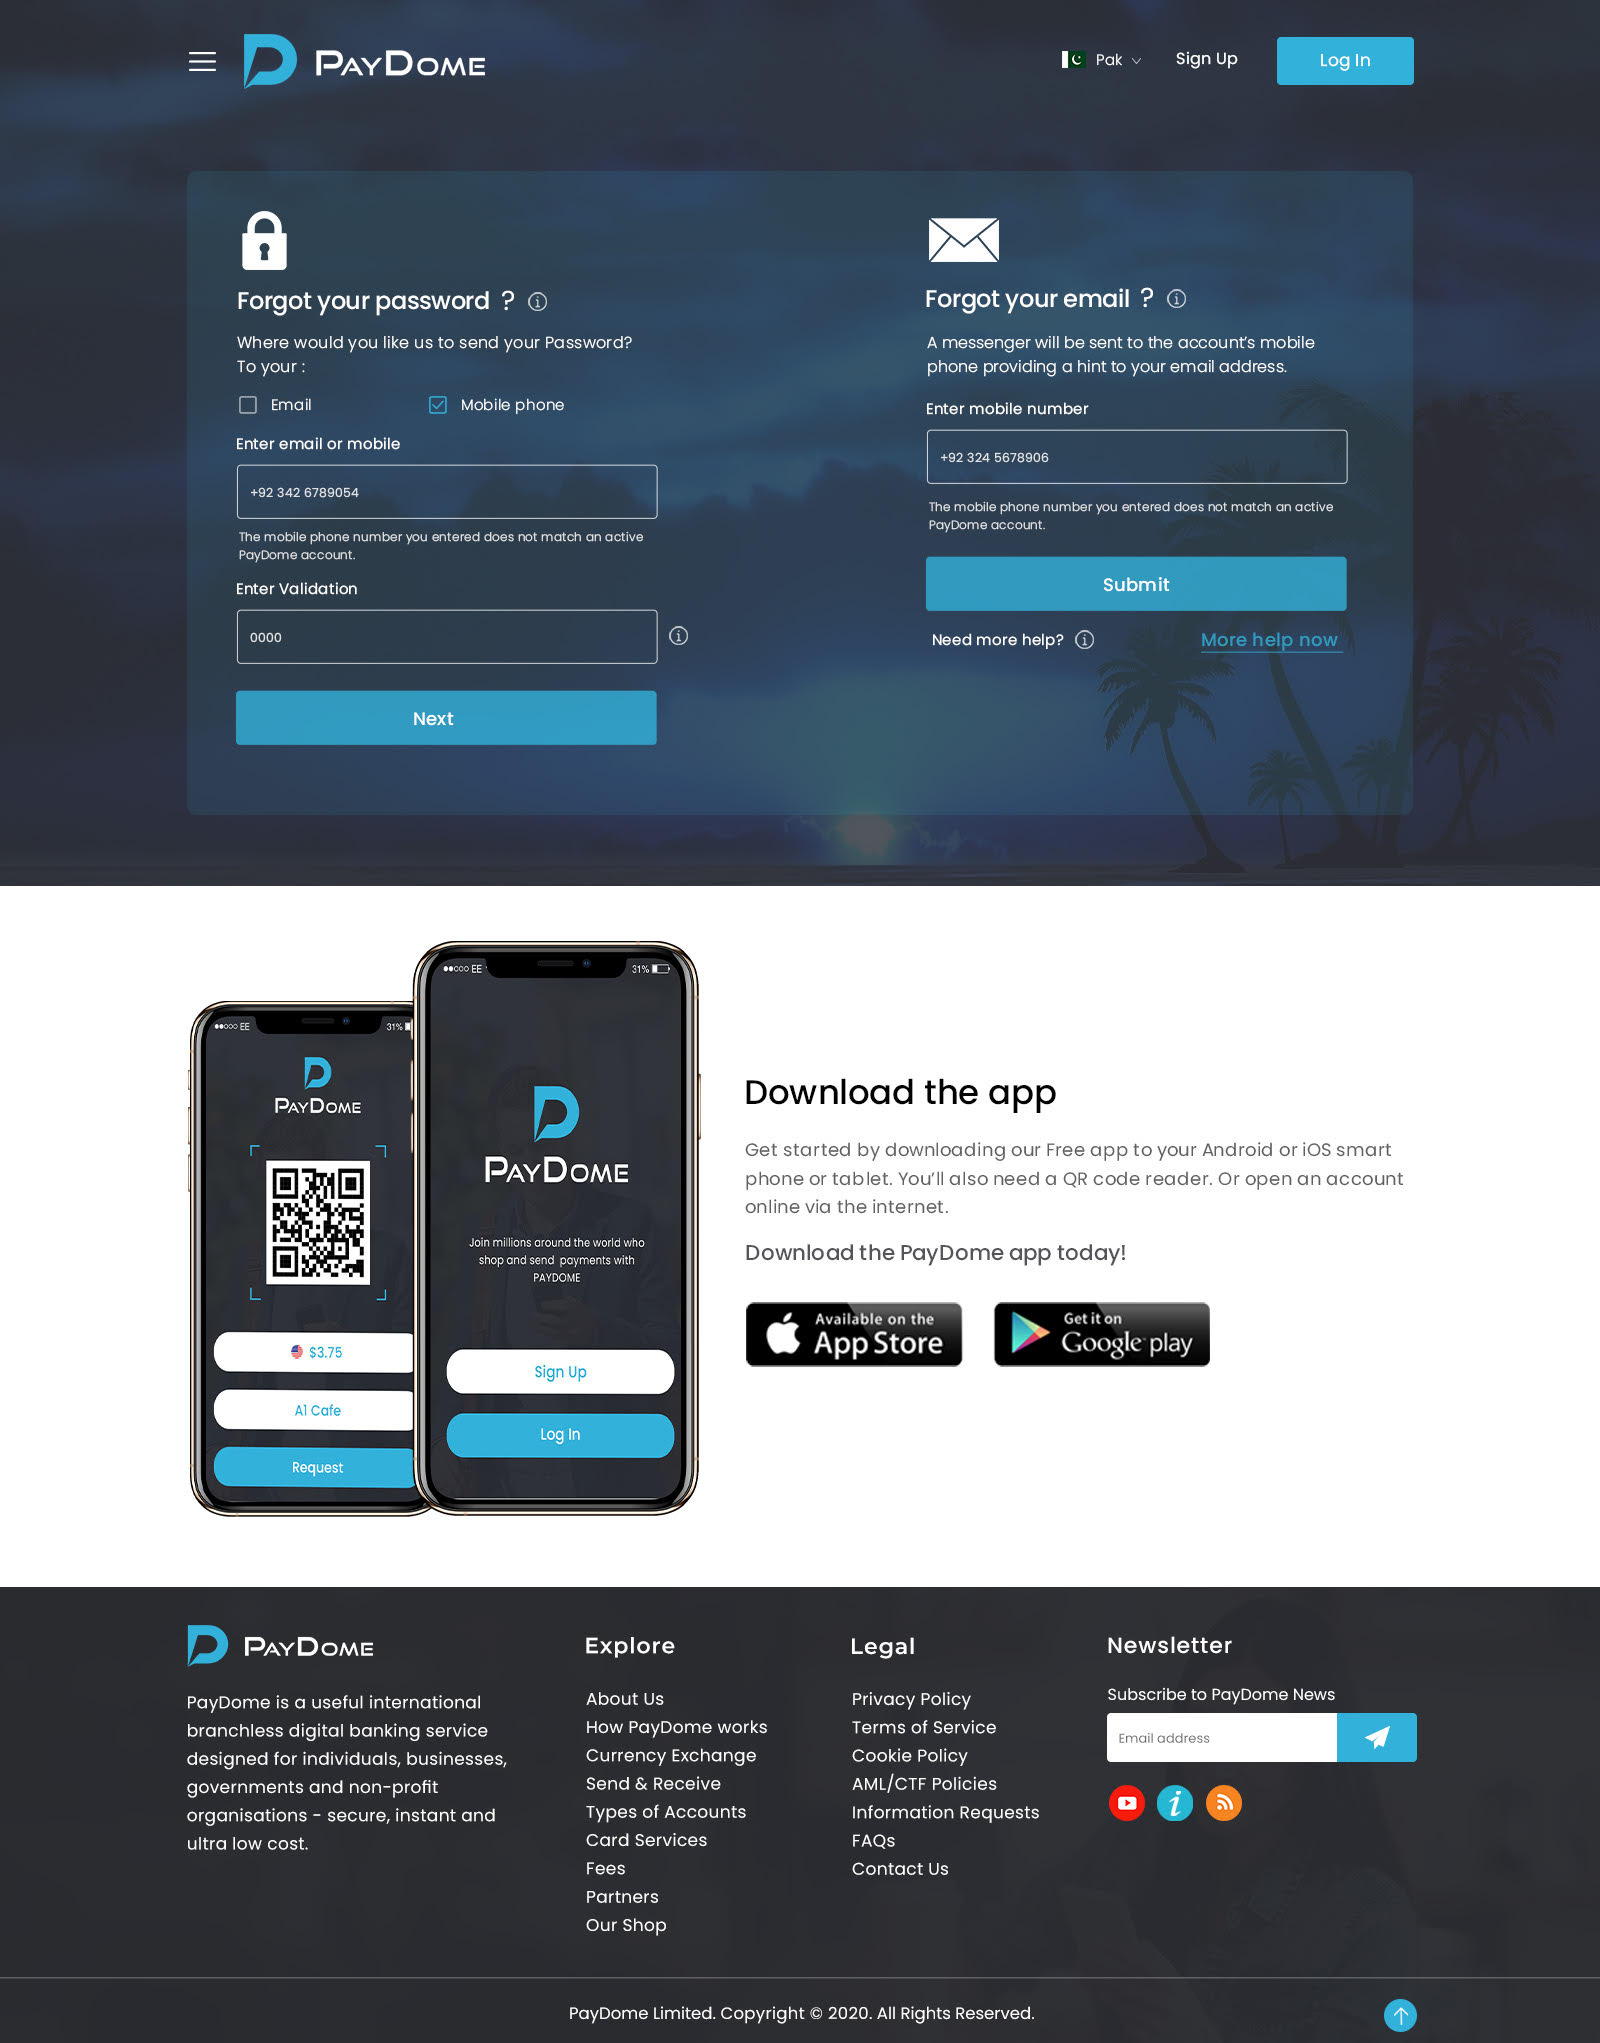 PAYDOME
Pak
Sign Up
Log In
Forgot your password ?
Where would you like us to send your Password?
To your :
Email
Mobile phone
Enter email or mobile
+92 342 6789054
The mobile phone number you entered does not match an active
PayDome account.
Enter Validation
0000
Next
Forgot your email ?
A messenger will be sent to the account's mobile
phone providing a hint to your email address.
Enter mobile number
+92 324 5678906
The mobile phone number you entered does not match an active
PayDome account.
Submit
Need more help?
More help now
EE
31%
PAYDOME
$3.75
A1 Cafe
Request
EE
31%
PAYDOME
Join millions around the world who
shop and send payments with
PAYDOME
Sign Up
Log In
Download the app
Get started by downloading our Free app to your Android or iOS smart
phone or tablet. You'll also need a QR code reader. Or open an account
online via the internet.
Download the PayDome app today!
Available on the
App Store
Get it on
Google play
PAYDOME
PayDome is a useful international
branchless digital banking service
designed for individuals, businesses,
governments and non-profit
organisations - secure, instant and
ultra low cost.
Explore
About Us
How PayDome works
Currency Exchange
Send & Receive
Types of Accounts
Card Services
Fees
Partners
Our Shop
Legal
Privacy Policy
Terms of Service
Cookie Policy
AML/CTF Policies
Information Requests
FAQs
Contact Us
Newsletter
Subscribe to PayDome News
Email address
PayDome Limited. Copyright © 2020. All Rights Reserved.